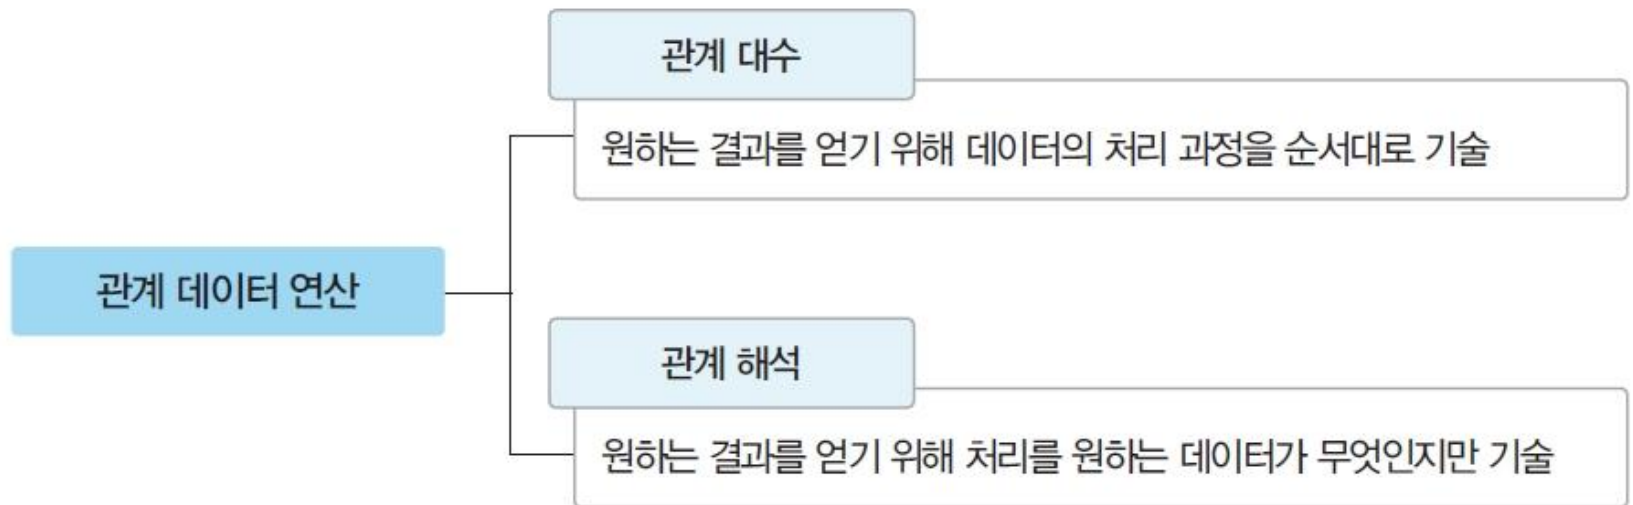 관계 대수
원하는 결과를 얻기 위해 데이터의 처리 과정을 순서대로 기술
관계 데이터 연산
관계 해석
원하는 결과를 얻기 위해 처리를 원하는 데이터가 무엇인지만 기술